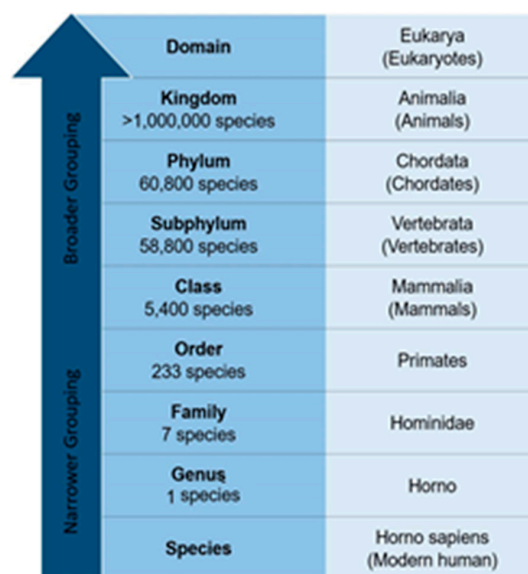 Broader Grouping
Narrower Grouping
Domain
Eukarya
(Eukaryotes)
Kingdom
>1,000,000 species
Animalia
(Animals)
Phylum
60,800 species
Chordata
(Chordates)
Subphylum
58,800 species
Vertebrata
(Vertebrates)
Class
5,400 species
Mammalia
(Mammals)
Order
233 species
Primates
Family
7 species
Hominidae
Genus
1 species
Horno
Species
Horno sapiens
(Modern human)